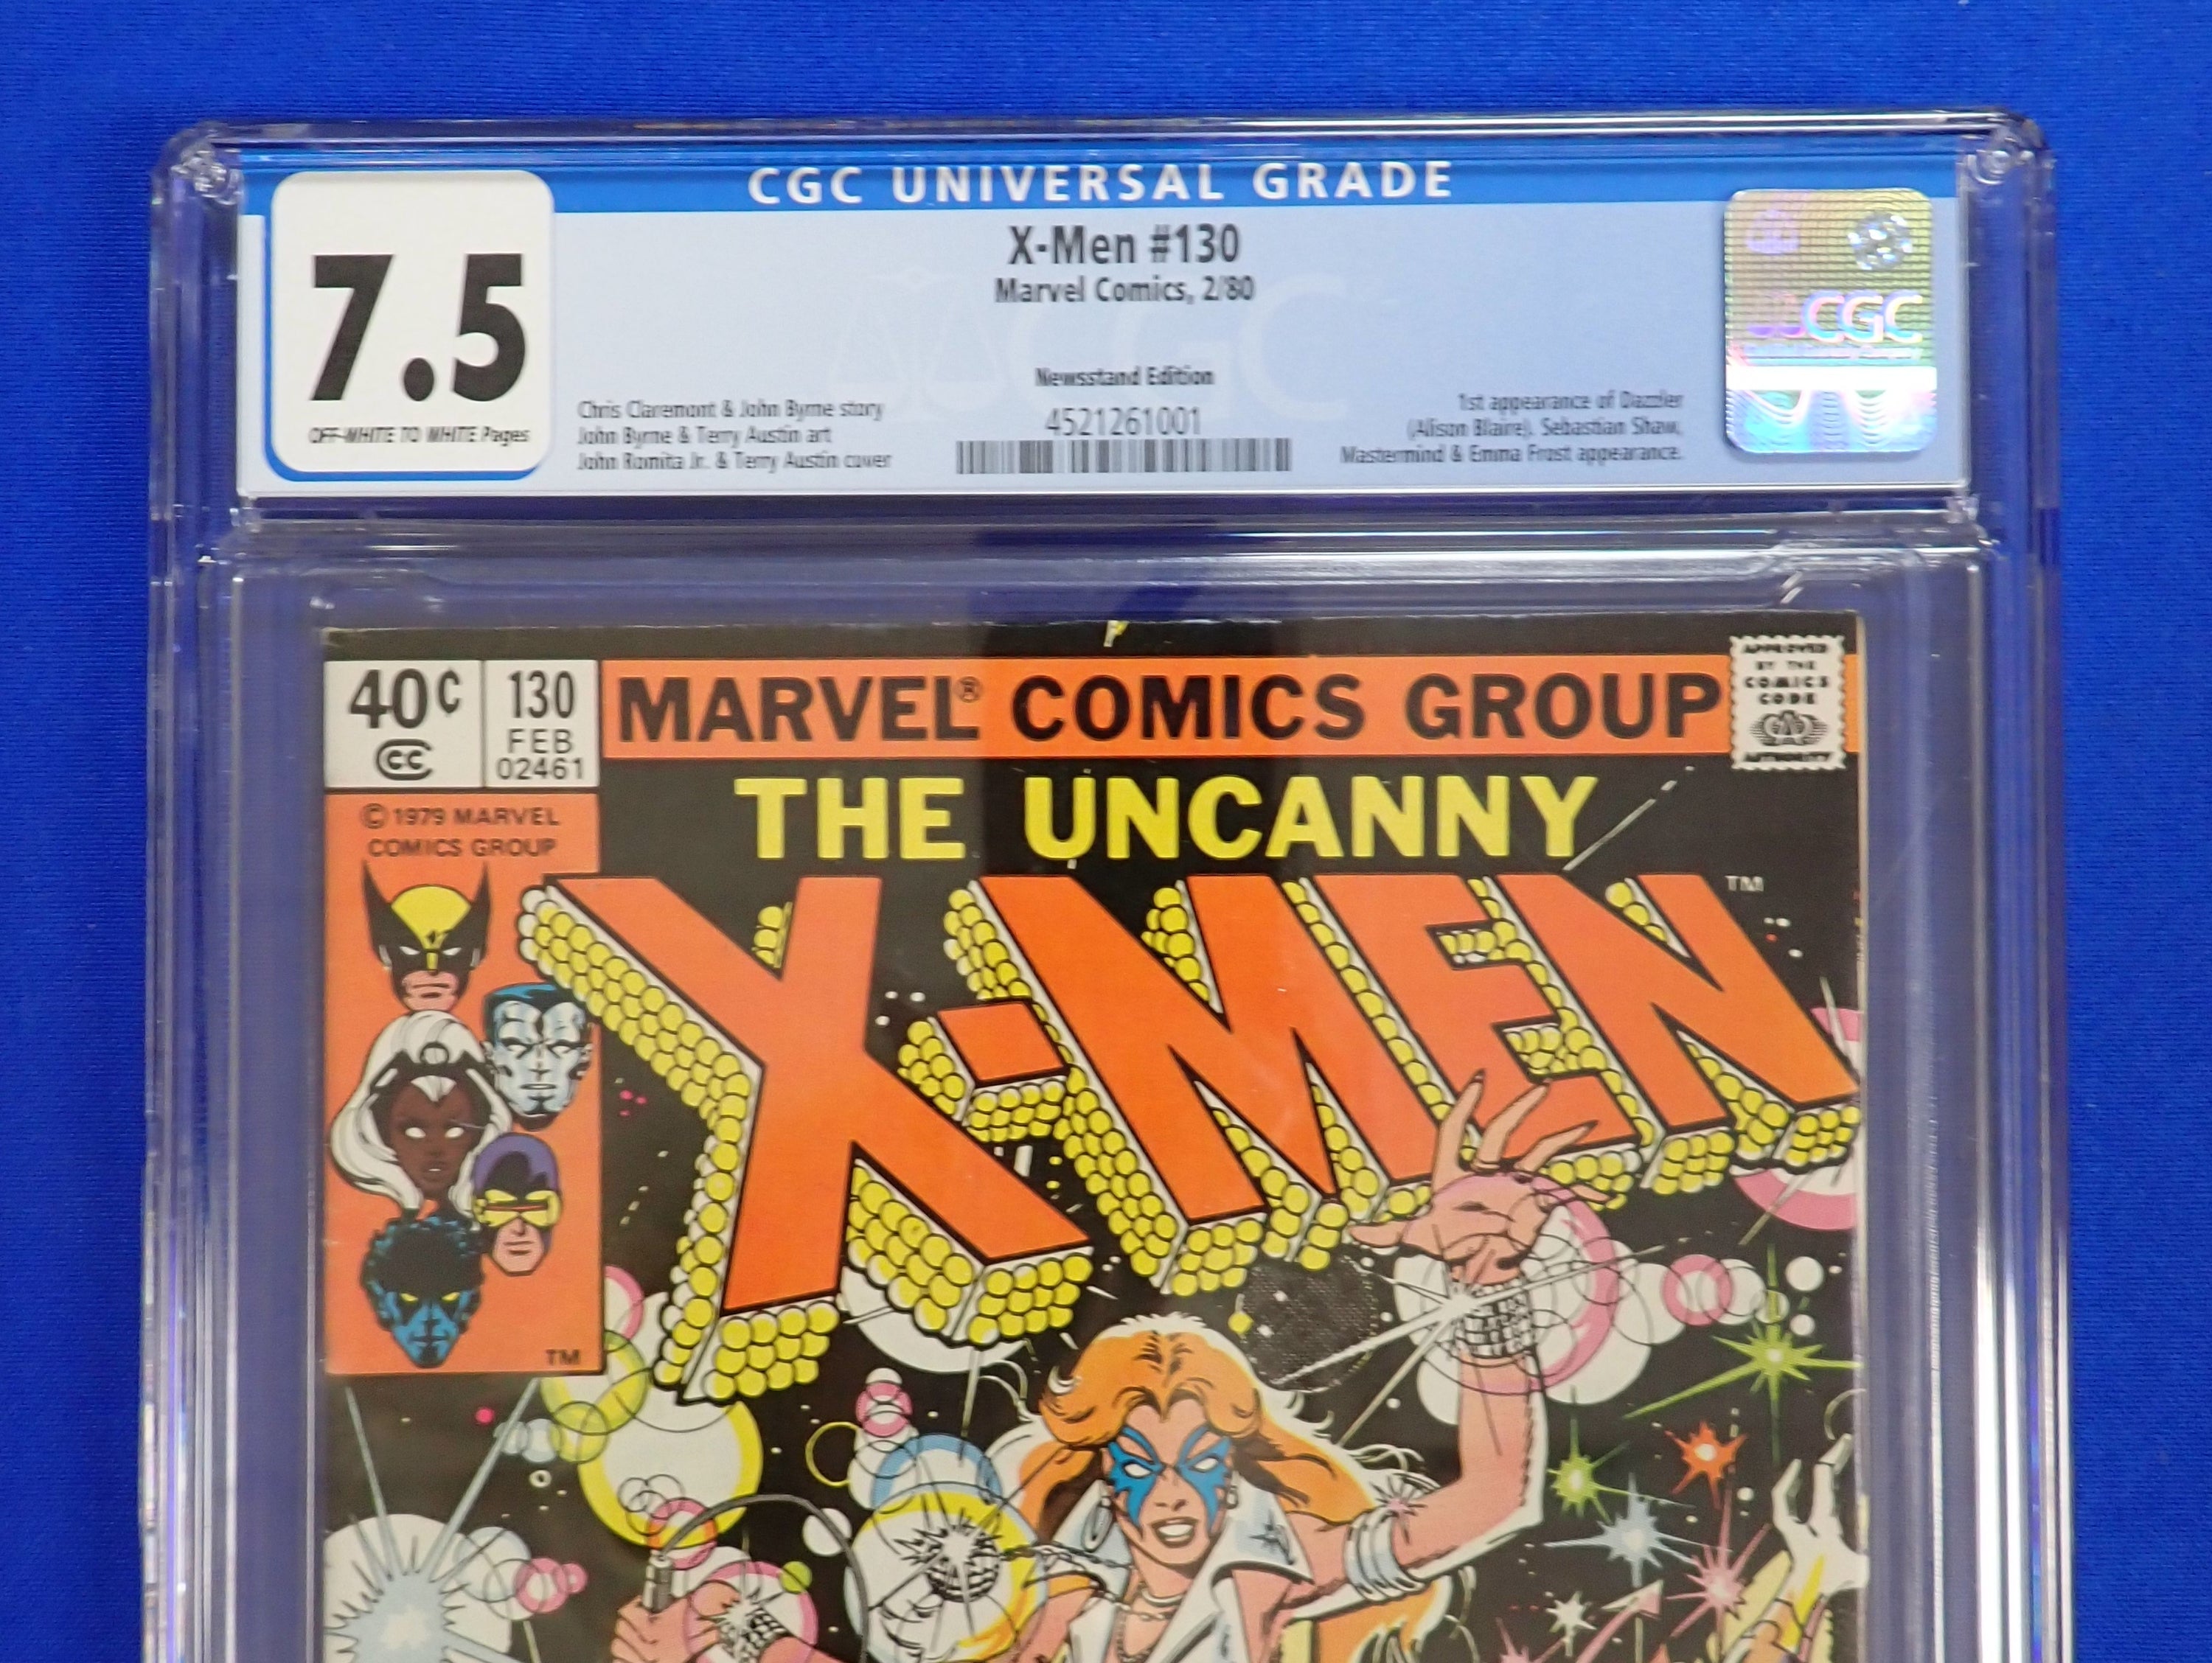 CGC UNIVERSAL GRADE
7.5
OFF-WHITE TO WHITE Pages
X-Men #130
Marvel Comics, 2/80
Newsstand Edition
Chris Claremont & John Byrne story
John Byrne & Terry Austin art
John Romita Jr. & Terry Austin cover
4521261001
1st appearance of Dazzler
(Alison Blaire). Sebastian Shaw,
Mastermind & Emma Frost appearance.
CGC
40¢
CC
130
FEB
02461
MARVEL® COMICS GROUP
APPROVED
BY THE
COMICS
CODE
AUTHORITY
© 1979 MARVEL
COMICS GROUP
THE UNCANNY
X-MEN™
TM